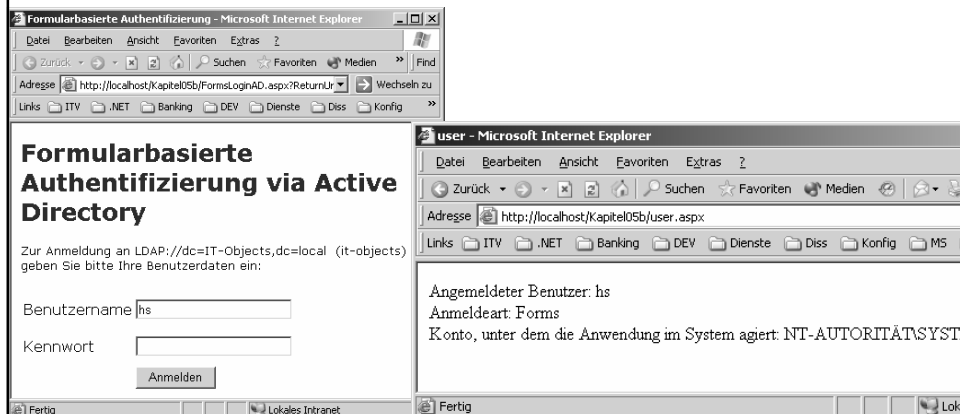 Formularbasierte Authentifizierung - Microsoft Internet Explorer
Datei Bearbeiten Ansicht Favoriten Extras ?
Zurück Suchen Favoriten Medien » Find
Adresse http://localhost/Kapitel05b/FormsLoginAD.aspx?ReturnUr Wechseln zu
Links ITV .NET Banking DEV Dienste Diss Konfig »
Formularbasierte
Authentifizierung via Active
Directory
Zur Anmeldung an LDAP://dc=IT-Objects,dc=local (it-objects)
geben Sie bitte Ihre Benutzerdaten ein:
Benutzername hs
Kennwort
Anmelden
Fertig Lokales Intranet
user - Microsoft Internet Explorer
Datei Bearbeiten Ansicht Favoriten Extras ?
Zurück Suchen Favoriten Medien
Adresse http://localhost/Kapitel05b/user.aspx
Links ITV .NET Banking DEV Dienste Diss Konfig MS
Angemeldeter Benutzer: hs
Anmeldeart: Forms
Konto, unter dem die Anwendung im System agiert: NT-AUTORITÄT\SYST
Fertig Lok